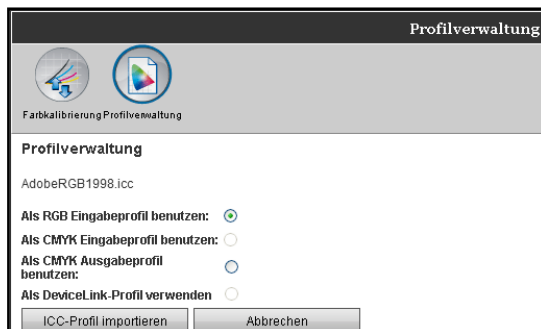 Profilverwaltung
Farbkalibrierung Profilverwaltung
Profilverwaltung
AdobeRGB1998.icc
Als RGB Eingabeprofil benutzen:
Als CMYK Eingabeprofil benutzen:
Als CMYK Ausgabeprofil
benutzen:
Als DeviceLink-Profil verwenden
ICC-Profil importieren Abbrechen